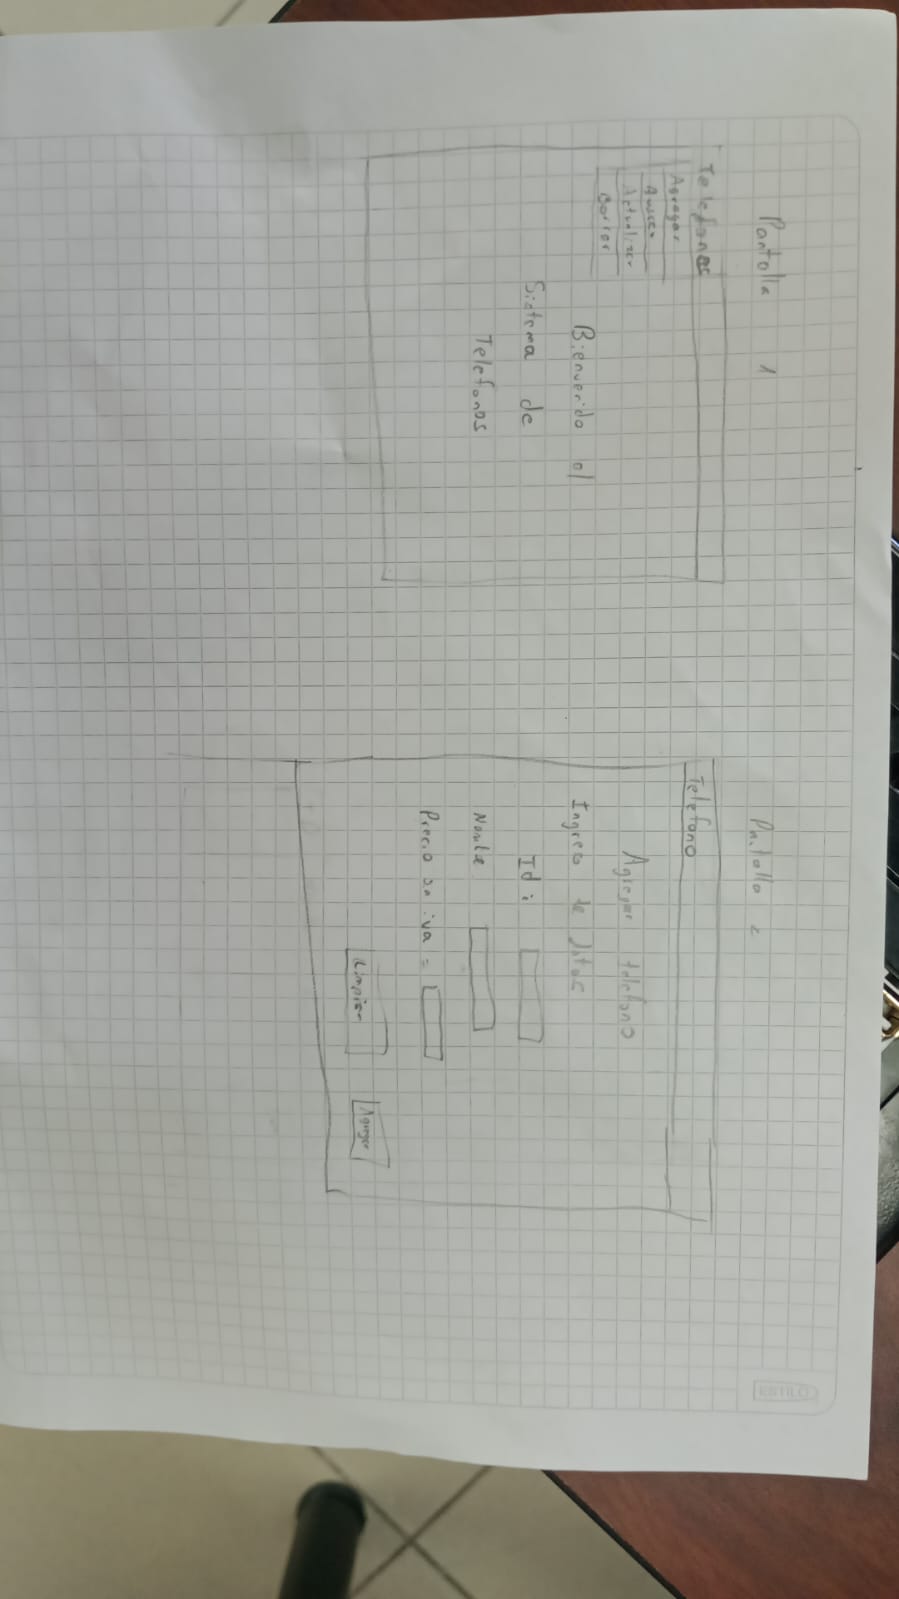 Pantalla 1
Telefonos
Agregar
Buscar
Actualizar
Borrar
Bienvenido al
Sistema de
Telefonos
Pantalla 2
Telefono
Agregar telefono
Ingreso de datos
Id :
Precio sin iva =
Limpiar
Agregar
ESTILO